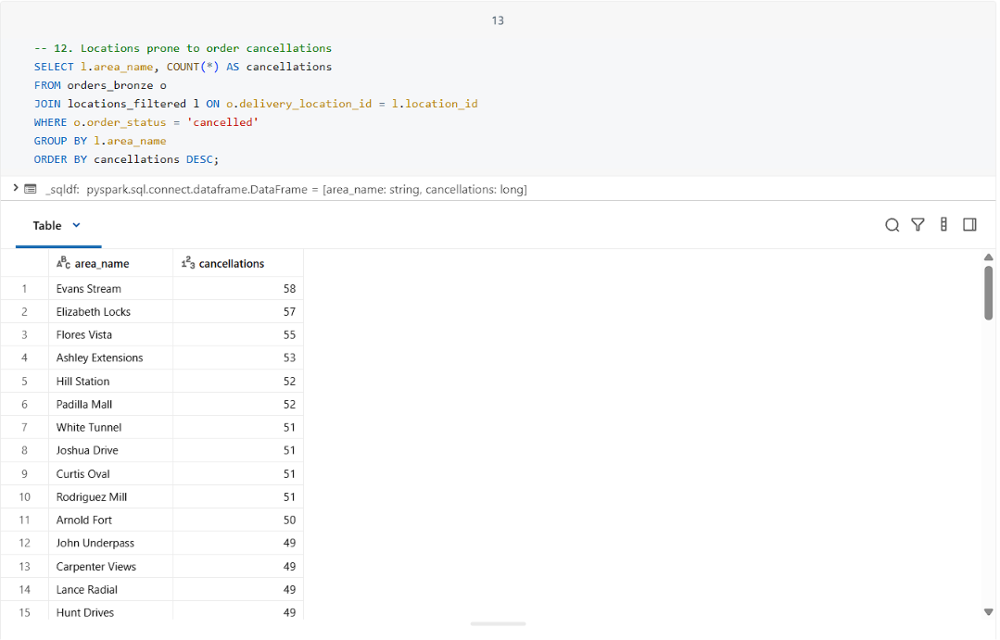 13
-- 12. Locations prone to order cancellations
SELECT l.area_name, COUNT(*) AS cancellations
FROM orders_bronze o
JOIN locations_filtered l ON o.delivery_location_id = l.location_id
WHERE o.order_status = 'cancelled'
GROUP BY l.area_name
ORDER BY cancellations DESC;
_sqldf: pyspark.sql.connect.dataframe.DataFrame = [area_name: string, cancellations: long]
Table
ABC area_name 123 cancellations
1 Evans Stream 58
2 Elizabeth Locks 57
3 Flores Vista 55
4 Ashley Extensions 53
5 Hill Station 52
6 Padilla Mall 52
7 White Tunnel 51
8 Joshua Drive 51
9 Curtis Oval 51
10 Rodriguez Mill 51
11 Arnold Fort 50
12 John Underpass 49
13 Carpenter Views 49
14 Lance Radial 49
15 Hunt Drives 49